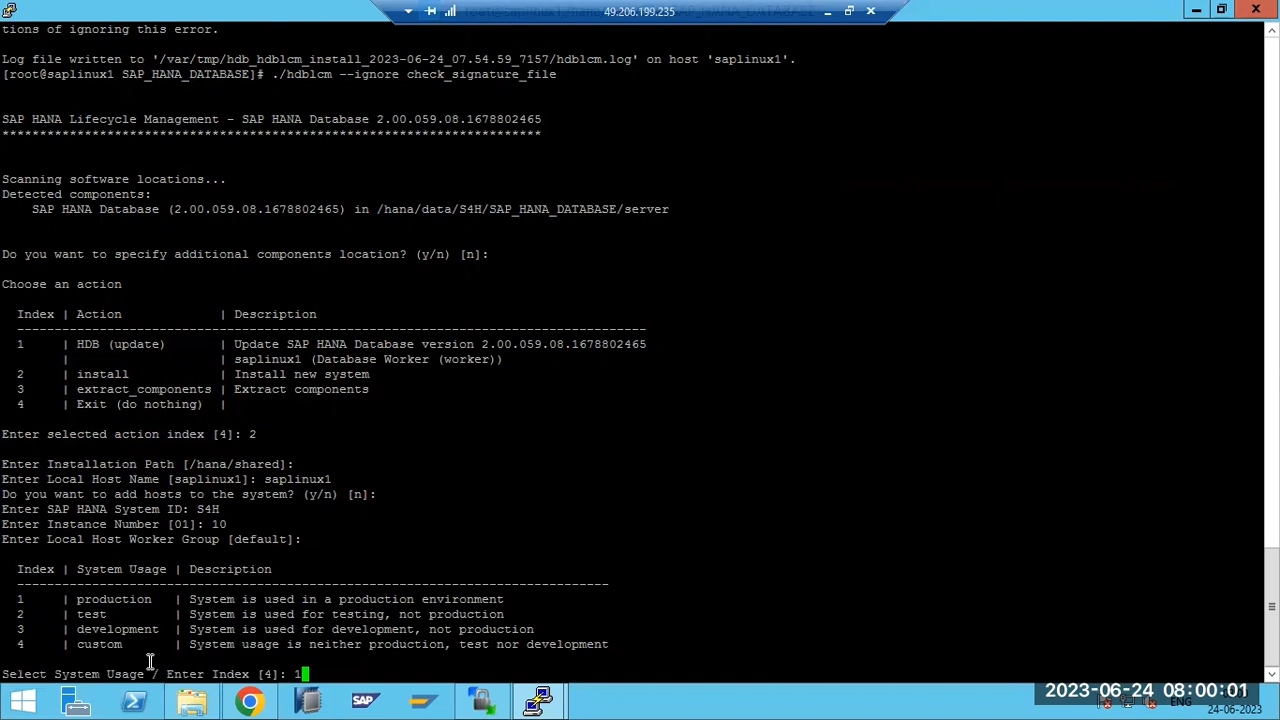 49.206.199.235
tions of ignoring this error.
Log file written to '/var/tmp/hdb_hdblcm_install_2023-06-24_07.54.59_7157/hdblcm.log' on host 'saplinux1'.
[root@saplinux1 SAP_HANA_DATABASE]# ./hdblcm --ignore check_signature_file
SAP HANA Lifecycle Management - SAP HANA Database 2.00.059.08.1678802465
************************************************************************
Scanning software locations...
Detected components:
SAP HANA Database (2.00.059.08.1678802465) in /hana/data/S4H/SAP_HANA_DATABASE/server
Do you want to specify additional components location? (y/n) [n]:
Choose an action
Index | Action | Description
--------------------------------------------------------------------------------------
1 | HDB (update) | Update SAP HANA Database version 2.00.059.08.1678802465
| | saplinux1 (Database Worker (worker))
2 | install | Install new system
3 | extract_components | Extract components
4 | Exit (do nothing) |
Enter selected action index [4]: 2
Enter Installation Path [/hana/shared]:
Enter Local Host Name [saplinux1]: saplinux1
Do you want to add hosts to the system? (y/n) [n]:
Enter SAP HANA System ID: S4H
Enter Instance Number [01]: 10
Enter Local Host Worker Group [default]:
Index | System Usage | Description
-------------------------------------------------------------------------------
1 | production | System is used in a production environment
2 | test | System is used for testing, not production
3 | development | System is used for development, not production
4 | custom | System usage is neither production, test nor development
Select System Usage / Enter Index [4]: 1
SAP
2023-06-24 08:00:01
ENG
24-06-2023